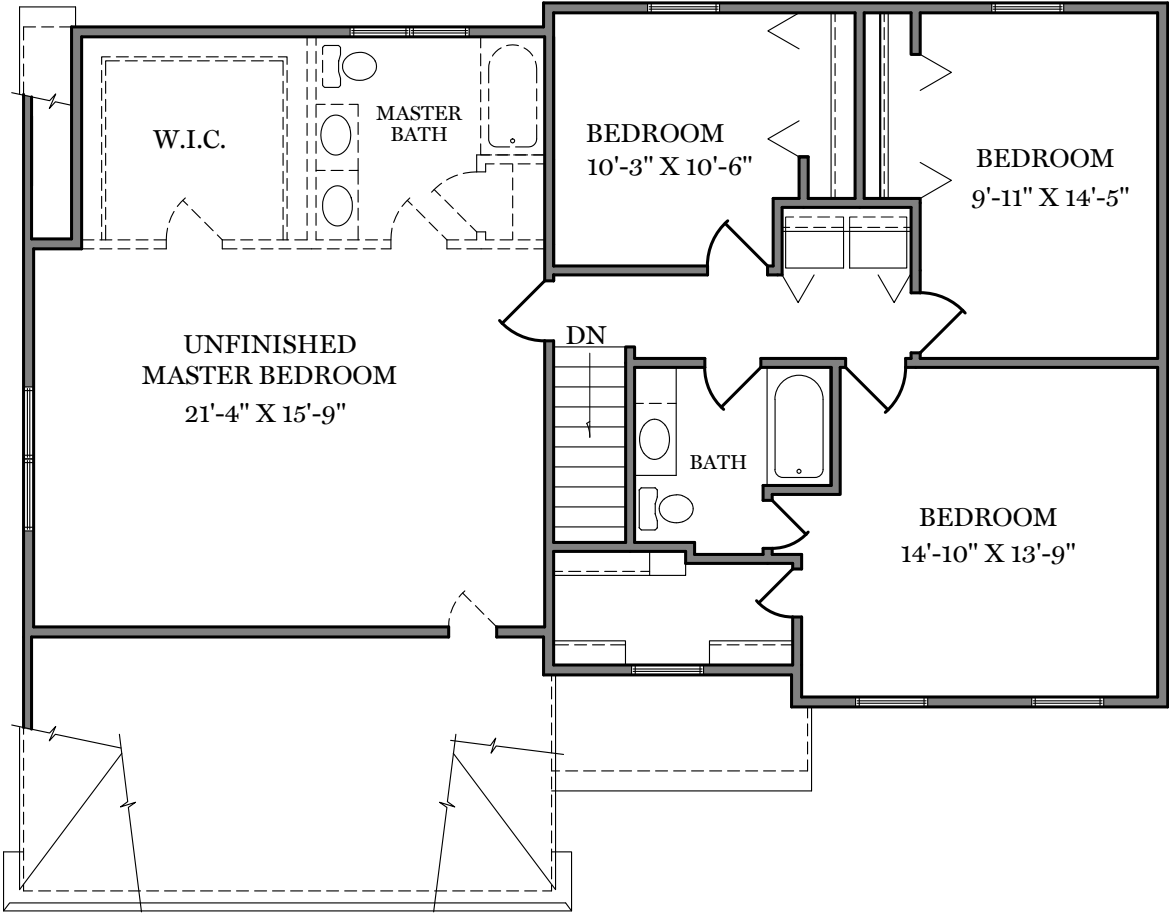 W.I.C.
MASTER
BATH
BEDROOM
10'-3" X 10'-6"
BEDROOM
9'-11" X 14'-5"
UNFINISHED
MASTER BEDROOM
21'-4" X 15'-9"
DN
BATH
BEDROOM
14'-10" X 13'-9"